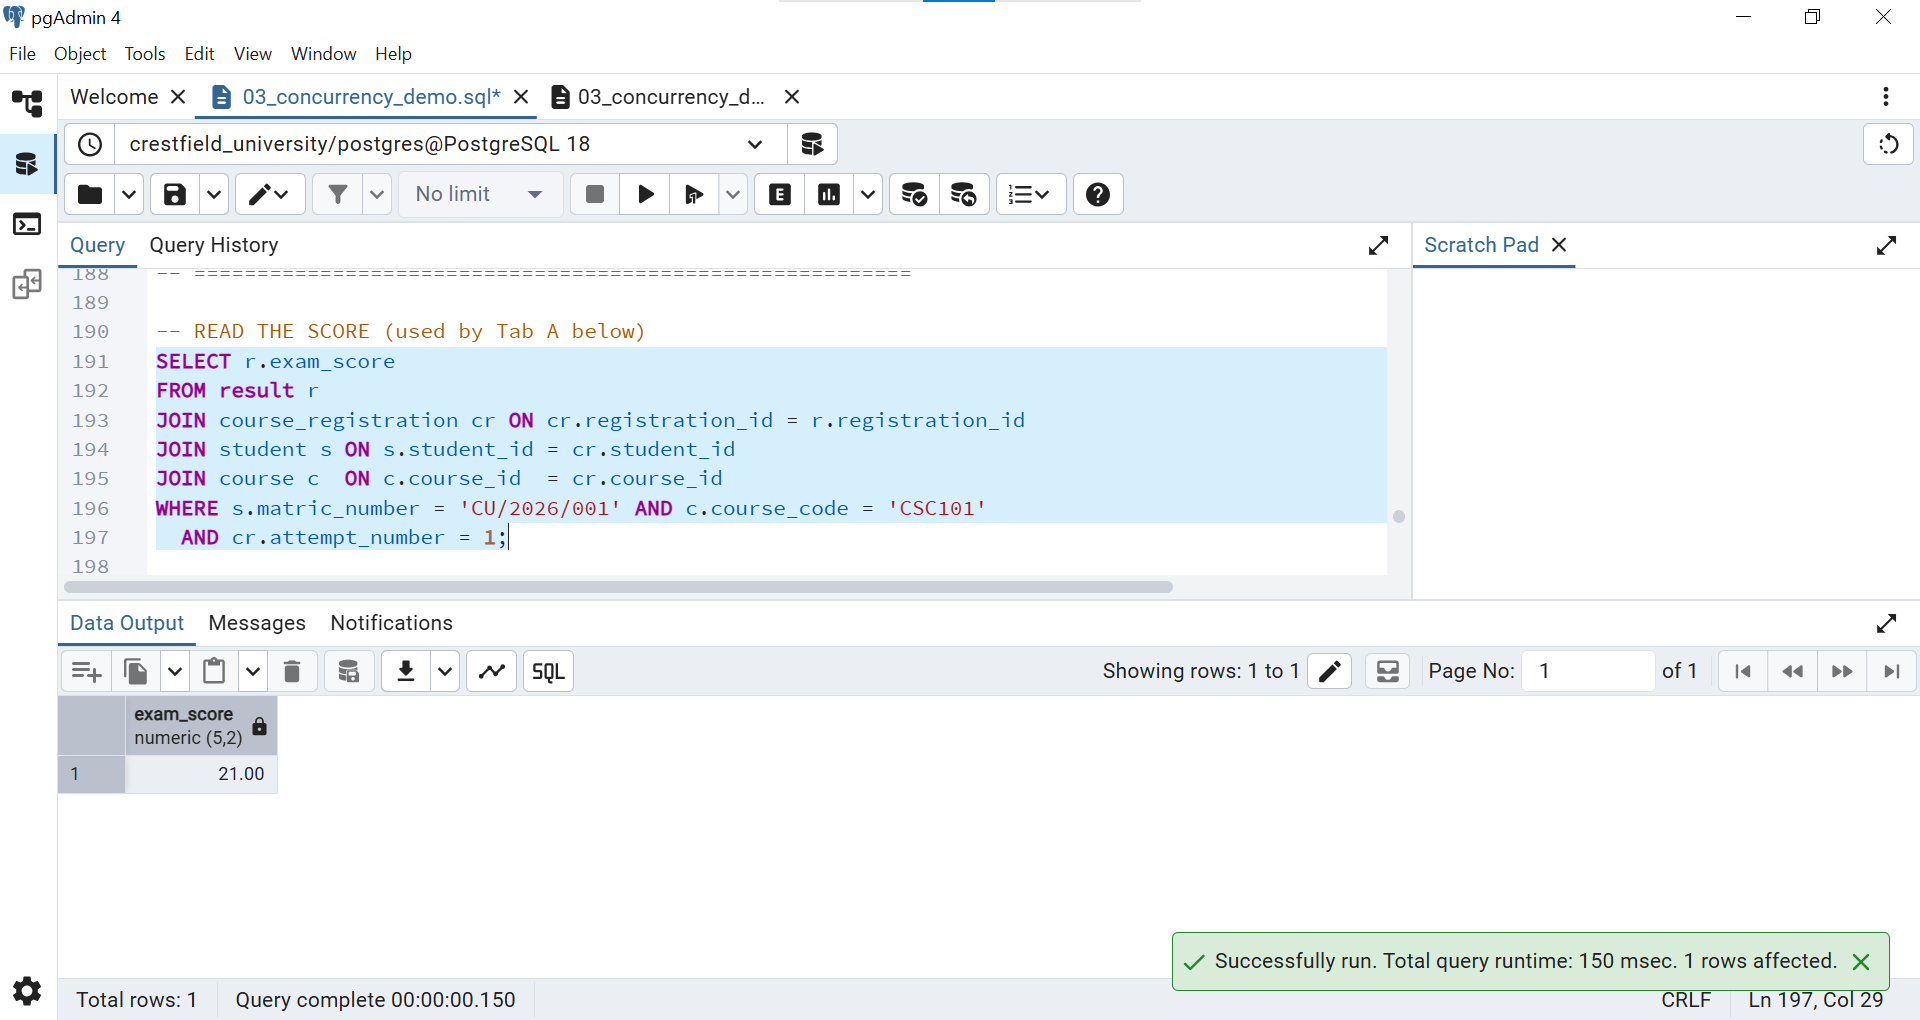 pgAdmin 4
File Object Tools Edit View Window Help
Welcome 03_concurrency_demo.sql* 03_concurrency_d...
crestfield_university/postgres@PostgreSQL 18
No limit E
Query Query History Scratch Pad
188 -- =========================================================
189
190 -- READ THE SCORE (used by Tab A below)
191 SELECT r.exam_score
192 FROM result r
193 JOIN course_registration cr ON cr.registration_id = r.registration_id
194 JOIN student s ON s.student_id = cr.student_id
195 JOIN course c  ON c.course_id  = cr.course_id
196 WHERE s.matric_number = 'CU/2026/001' AND c.course_code = 'CSC101'
197   AND cr.attempt_number = 1;
198
Data Output Messages Notifications
SQL Showing rows: 1 to 1 Page No: 1 of 1
exam_score
numeric (5,2)
1 21.00
Successfully run. Total query runtime: 150 msec. 1 rows affected.
Total rows: 1 Query complete 00:00:00.150 CRLF Ln 197, Col 29